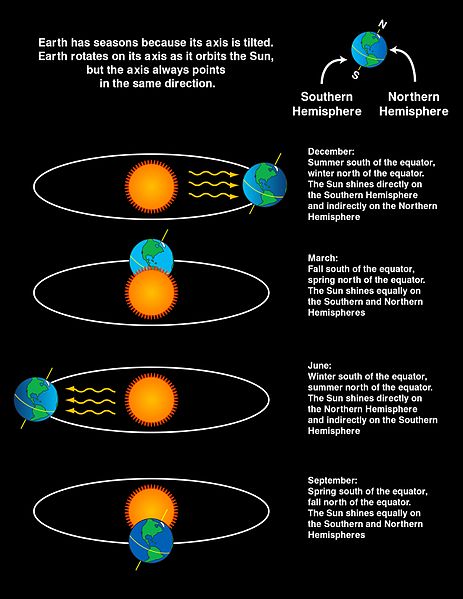 Earth has seasons because its axis is tilted.
Earth rotates on its axis as it orbits the Sun,
but the axis always points
in the same direction.
N
S
Southern
Hemisphere
Northern
Hemisphere
December:
Summer south of the equator,
winter north of the equator.
The Sun shines directly on
the Southern Hemisphere
and indirectly on the Northern
Hemisphere
March:
Fall south of the equator,
spring north of the equator.
The Sun shines equally on
the Southern and Northern
Hemispheres
June:
Winter south of the equator,
summer north of the equator.
The Sun shines directly on
the Northern Hemisphere
and indirectly on the Southern
Hemisphere
September:
Spring south of the equator,
fall north of the equator.
The Sun shines equally on
the Southern and Northern
Hemispheres